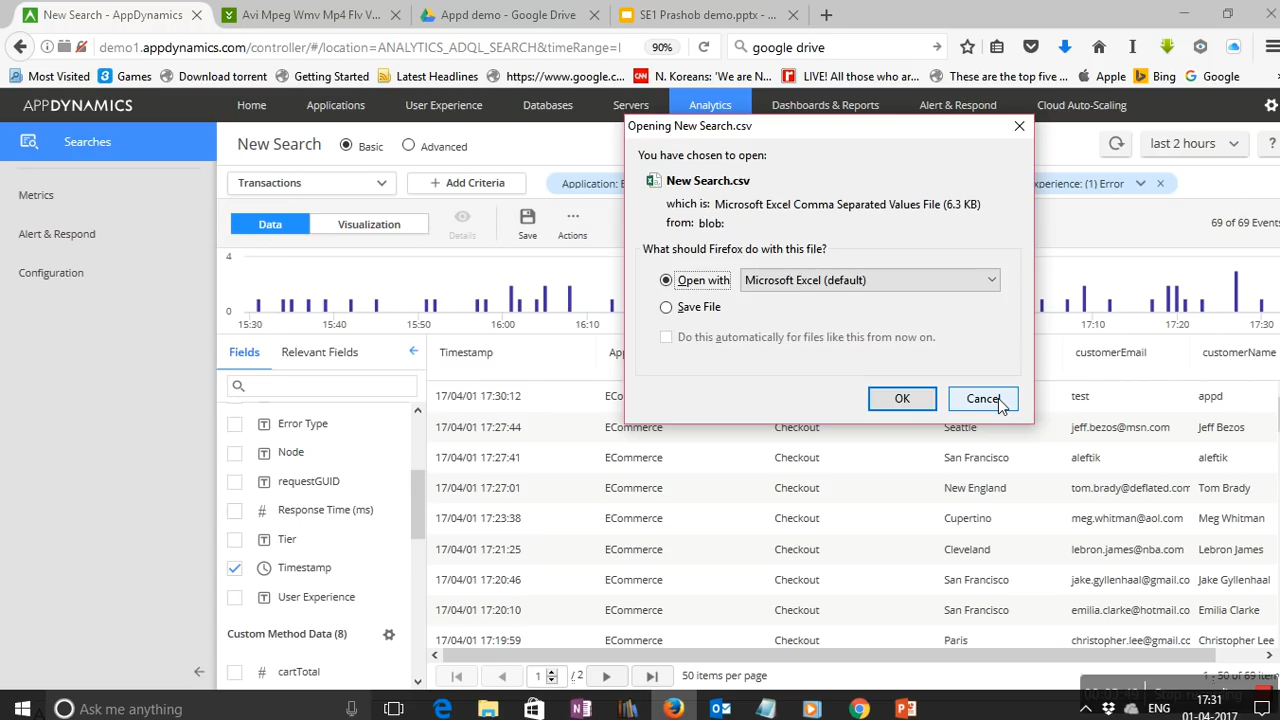 New Search - AppDynamics
Avi Mpeg Wmv Mp4 Flv V...
Appd demo - Google Drive
SE1 Prashob demo.pptx - ...
demo1.appdynamics.com/controller/#/location=ANALYTICS_ADQL_SEARCH&timeRange=l
90%
google drive
Most Visited
Games
Download torrent
Getting Started
Latest Headlines
https://www.google.c...
N. Koreans: 'We are N...
LIVE! All those who ar...
These are the top five ...
Apple
Bing
Google
APPDYNAMICS
Home
Applications
User Experience
Databases
Servers
Analytics
Dashboards & Reports
Alert & Respond
Cloud Auto-Scaling
Searches
Metrics
Alert & Respond
Configuration
New Search
Basic
Advanced
last 2 hours
?
Transactions
+ Add Criteria
Application: E
xperience: (1) Error
Data
Visualization
Details
Save
Actions
69 of 69 Events
4
0
15:30
15:40
15:50
16:00
16:10
17:10
17:20
17:30
Opening New Search.csv
You have chosen to open:
New Search.csv
which is: Microsoft Excel Comma Separated Values File (6.3 KB)
from: blob:
What should Firefox do with this file?
Open with
Microsoft Excel (default)
Save File
Do this automatically for files like this from now on.
OK
Cancel
Fields
Relevant Fields
Error Type
Node
requestGUID
# Response Time (ms)
Tier
Timestamp
User Experience
Custom Method Data (8)
# cartTotal
Timestamp
App
customerEmail
customerName
17/04/01 17:30:12
ECo
test
appd
17/04/01 17:27:44 ECommerce Checkout Seattle jeff.bezos@msn.com Jeff Bezos
17/04/01 17:27:41 ECommerce Checkout San Francisco aleftik aleftik
17/04/01 17:27:01 ECommerce Checkout New England tom.brady@deflated.com Tom Brady
17/04/01 17:23:38 ECommerce Checkout Cupertino meg.whitman@aol.com Meg Whitman
17/04/01 17:21:25 ECommerce Checkout Cleveland lebron.james@nba.com Lebron James
17/04/01 17:20:46 ECommerce Checkout San Francisco jake.gyllenhaal@gmail.co Jake Gyllenhaal
17/04/01 17:20:10 ECommerce Checkout San Francisco emilia.clarke@hotmail.co Emilia Clarke
17/04/01 17:19:59 ECommerce Checkout Paris christopher.lee@gmail.cc Christopher Lee
1
/ 2
50 items per page
1 - 50 of 69 item
Stop recording
Ask me anything
ENG
17:31
01-04-2017